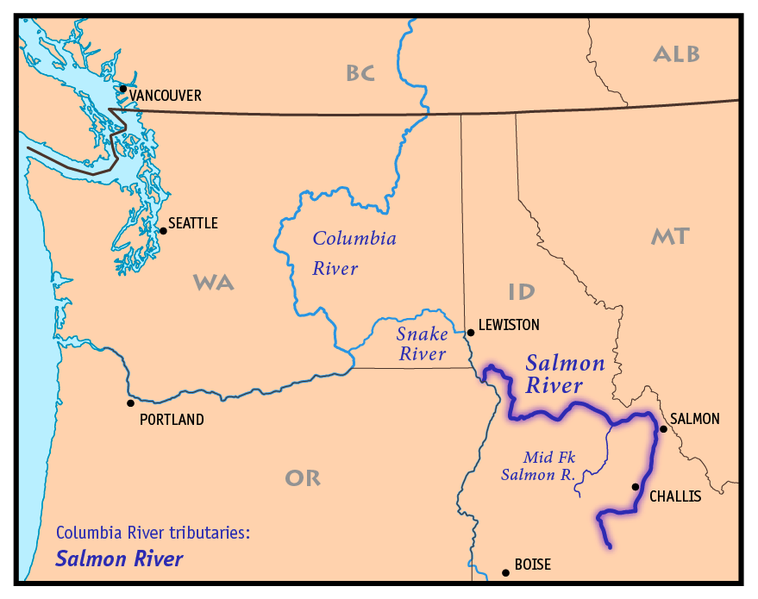 BC
ALB
VANCOUVER
SEATTLE
Columbia
River
MT
WA
ID
LEWISTON
Snake
River
Salmon
River
PORTLAND
SALMON
Mid Fk
Salmon R.
OR
CHALLIS
Columbia River tributaries:
Salmon River
BOISE